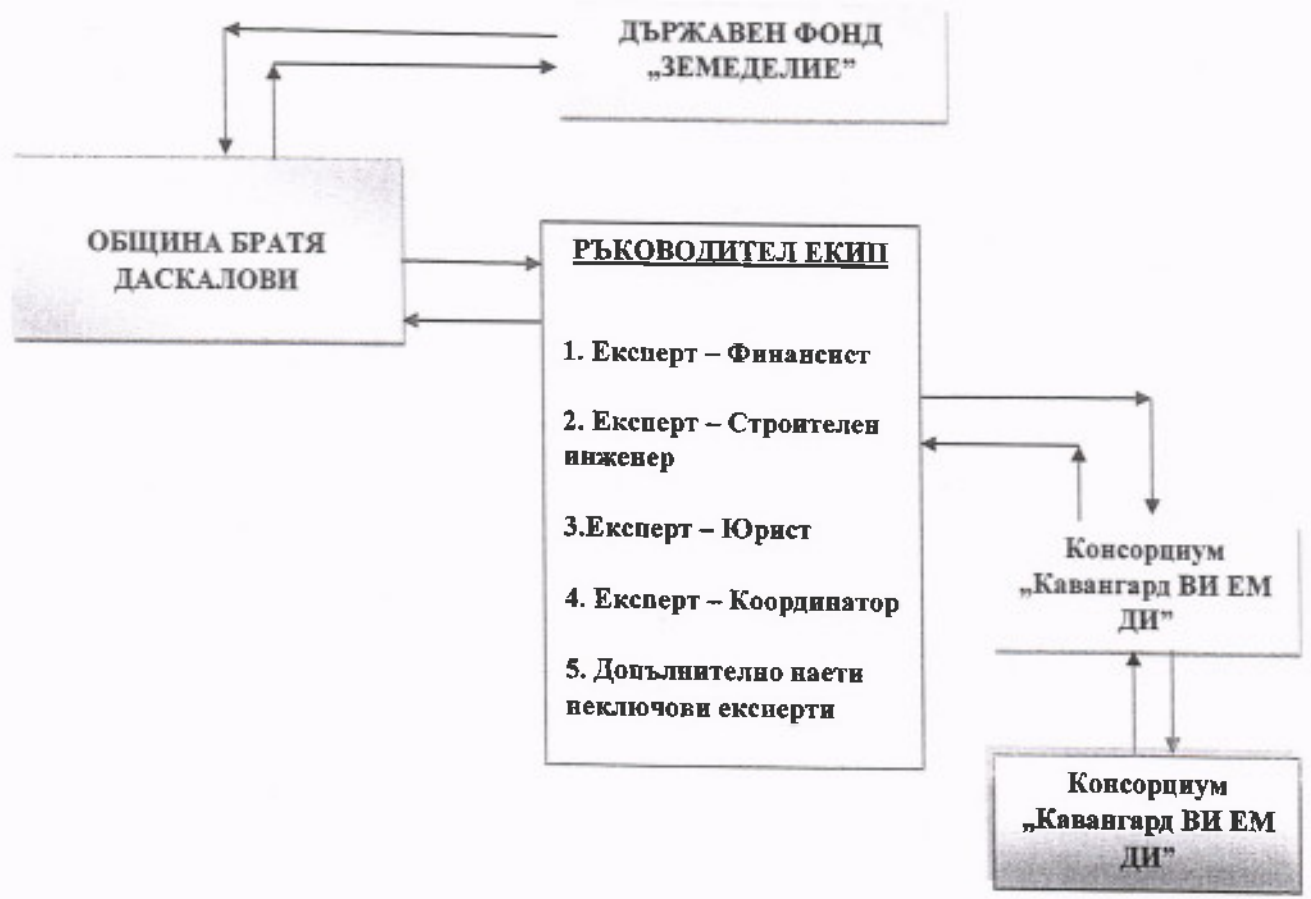 ДЪРЖАВЕН ФОНД
„ЗЕМЕДЕЛИЕ”
ОБЩИНА БРАТЯ
ДАСКАЛОВИ
РЪКОВОДИТЕЛ ЕКИП
1. Експерт – Финансист
2. Експерт – Строителен
инженер
3.Експерт – Юрист
4. Експерт – Координатор
5. Допълнително наети
неключови експерти
Консорциум
„Кавангард ВИ ЕМ
ДИ”
Консорциум
„Кавангард ВИ ЕМ
ДИ”